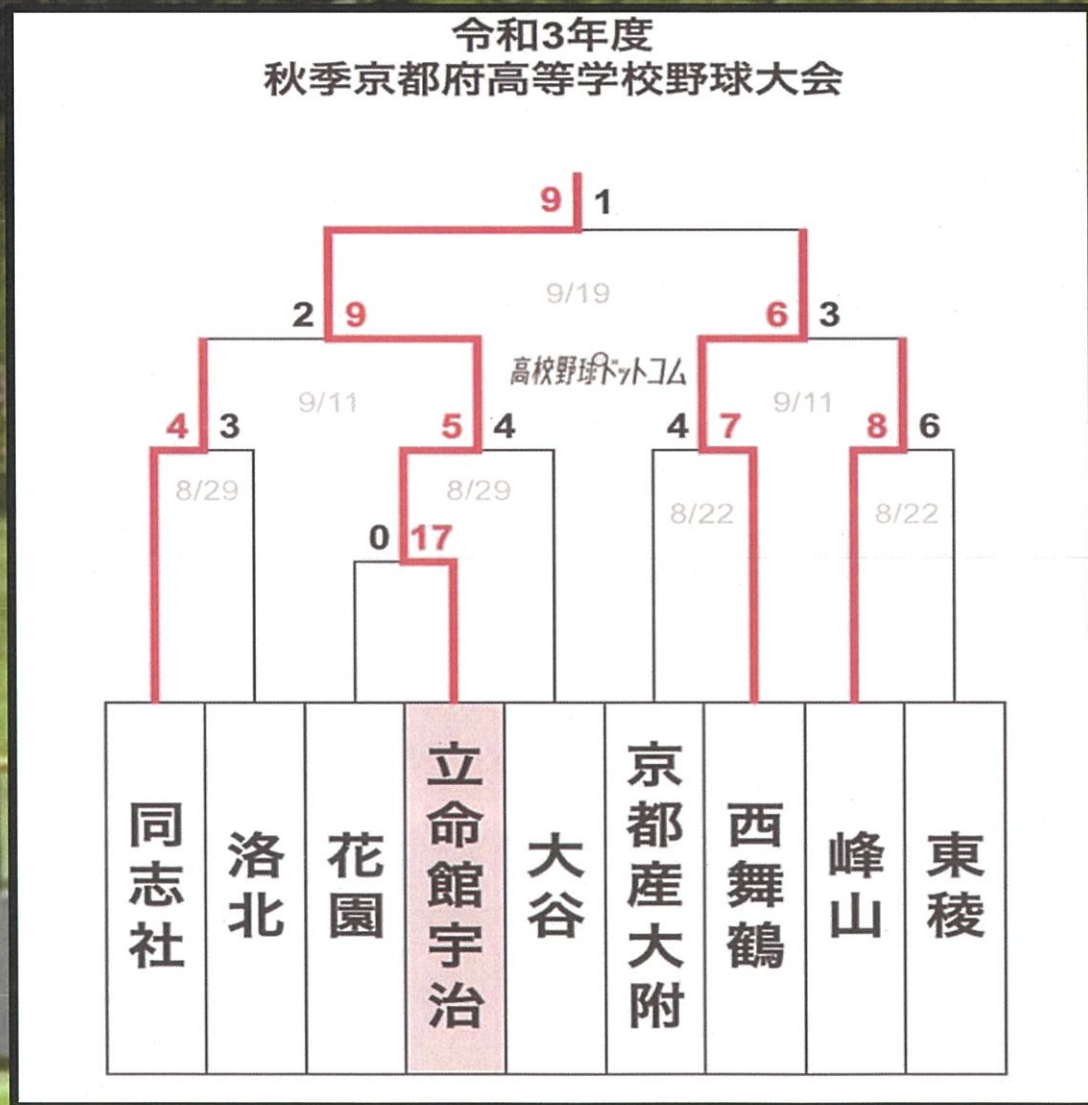 令和3年度
秋季京都府高等学校野球大会
9 1
9/19
2 9 6 3
高校野球ドットコム
9/11 9/11
4 3 5 4 4 7 8 6
8/29 8/29 8/22 8/22
0 17
同志社
洛北
花園
立命館宇治
大谷
京都産大附
西舞鶴
峰山
東稜